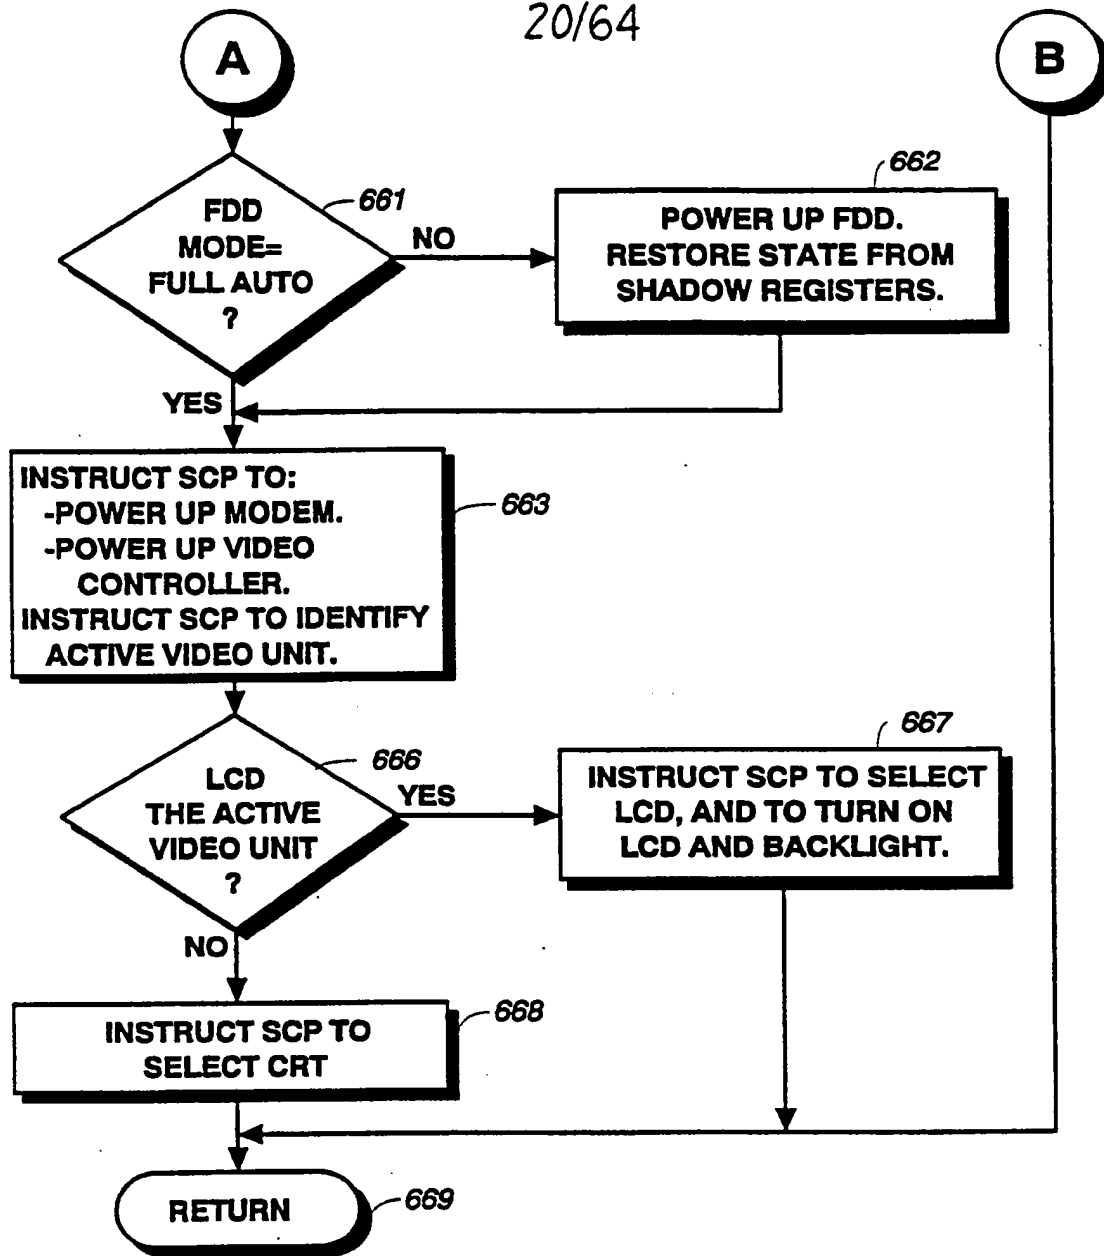 20/64
A
B
661
FDD
MODE=
FULL AUTO
?
NO
YES
662
POWER UP FDD.
RESTORE STATE FROM
SHADOW REGISTERS.
INSTRUCT SCP TO:
-POWER UP MODEM.
-POWER UP VIDEO
CONTROLLER.
INSTRUCT SCP TO IDENTIFY
ACTIVE VIDEO UNIT.
663
666
LCD
THE ACTIVE
VIDEO UNIT
?
YES
NO
667
INSTRUCT SCP TO SELECT
LCD, AND TO TURN ON
LCD AND BACKLIGHT.
INSTRUCT SCP TO
SELECT CRT
668
RETURN
669